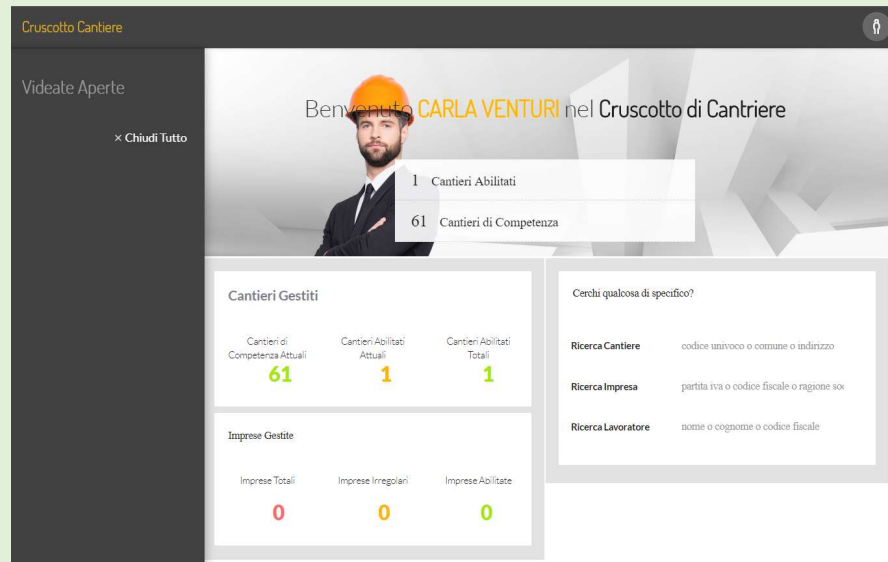 Cruscotto Cantiere
Videate Aperte
× Chiudi Tutto
Benvenuto CARLA VENTURI nel Cruscotto di Cantriere
1 Cantieri Abilitati
61 Cantieri di Competenza
Cantieri Gestiti
Cantieri di Competenza Attuali
61
Cantieri Abilitati Attuali
1
Cantieri Abilitati Totali
1
Imprese Gestite
Imprese Totali
0
Imprese Irregolari
0
Imprese Abilitate
0
Cerchi qualcosa di specifico?
Ricerca Cantiere codice univoco o comune o indirizzo
Ricerca Impresa partita iva o codice fiscale o ragione
Ricerca Lavoratore nome o cognome o codice fiscale